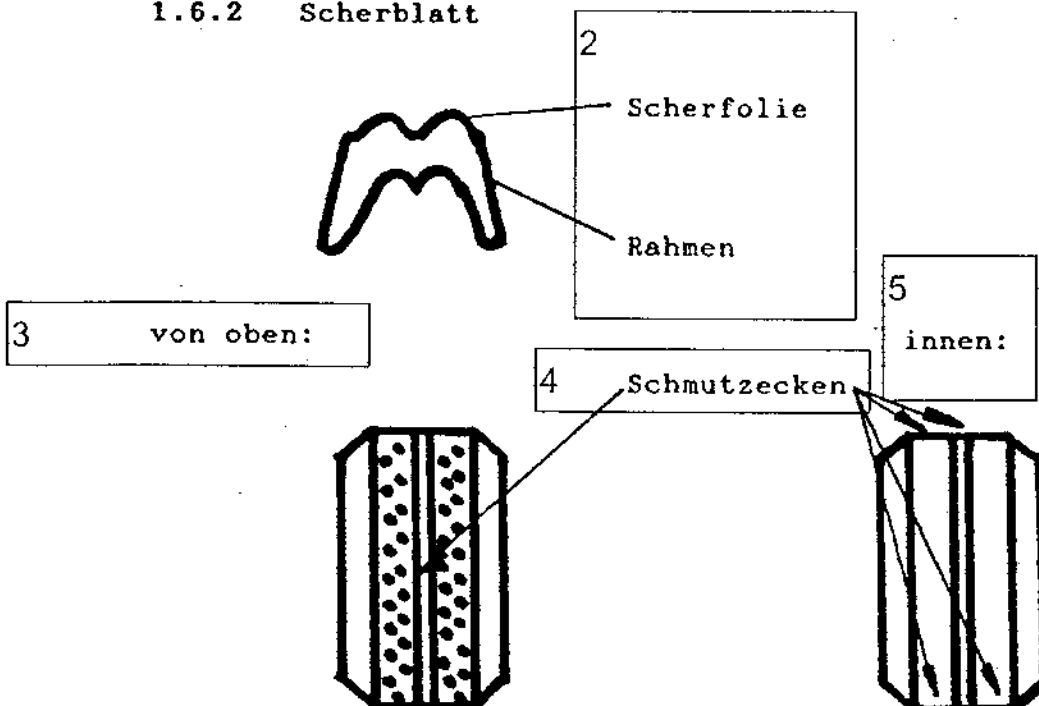 1.6.2 Scherblatt
2
Scherfolie
Rahmen
3 von oben:
5
innen:
4 Schmutzecken